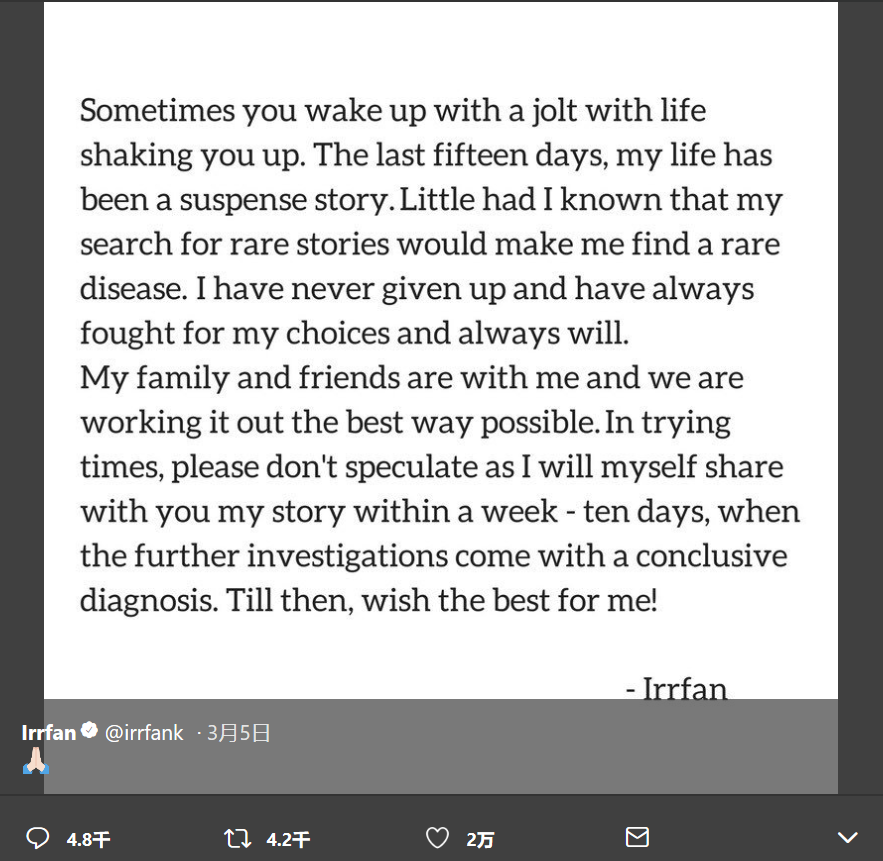 Sometimes you wake up with a jolt with life
shaking you up. The last fifteen days, my life has
been a suspense story. Little had I known that my
search for rare stories would make me find a rare
disease. I have never given up and have always
fought for my choices and always will.
My family and friends are with me and we are
working it out the best way possible. In trying
times, please don't speculate as I will myself share
with you my story within a week - ten days, when
the further investigations come with a conclusive
diagnosis. Till then, wish the best for me!
- Irrfan
Irrfan @irrfank · 3月5日
4.8千 4.2千 2万